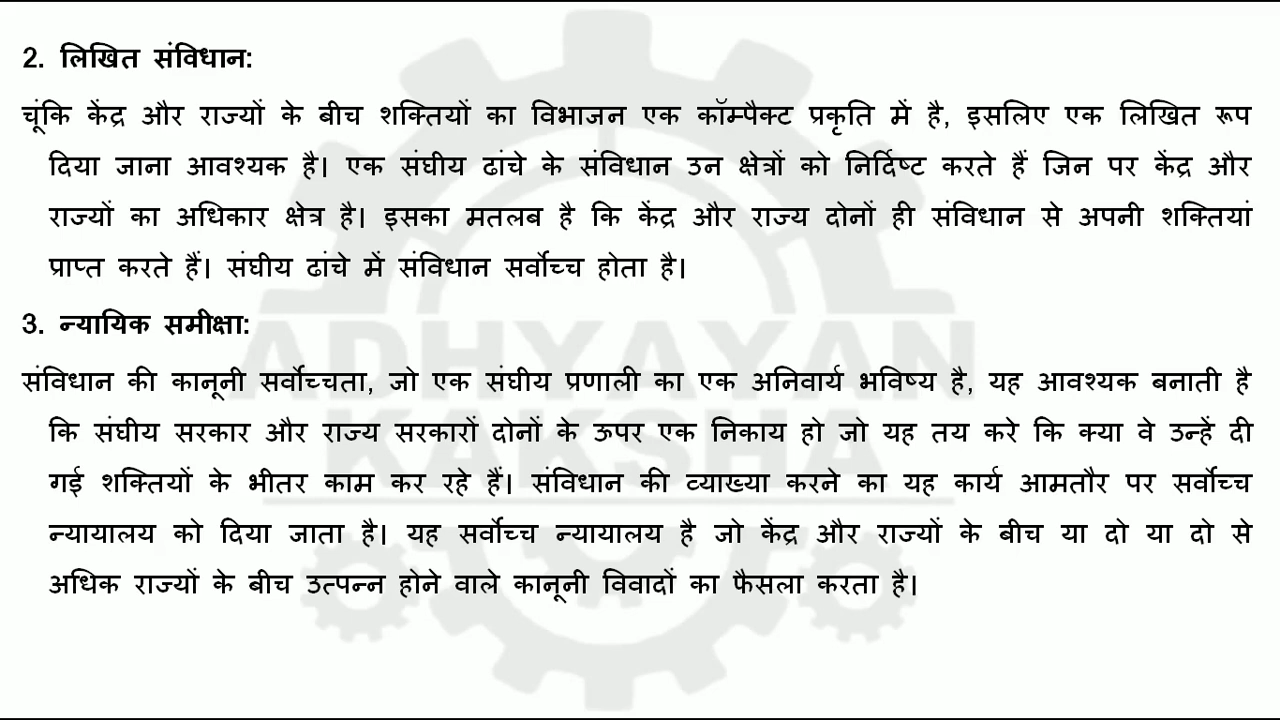 2. लिखित संविधान:
चूंकि केंद्र और राज्यों के बीच शक्तियों का विभाजन एक कॉम्पैक्ट प्रकृति में है, इसलिए एक लिखित रूप
दिया जाना आवश्यक है। एक संघीय ढांचे के संविधान उन क्षेत्रों को निर्दिष्ट करते हैं जिन पर केंद्र और
राज्यों का अधिकार क्षेत्र है। इसका मतलब है कि केंद्र और राज्य दोनों ही संविधान से अपनी शक्तियां
प्राप्त करते हैं। संघीय ढांचे में संविधान सर्वोच्च होता है।
3. न्यायिक समीक्षा:
संविधान की कानूनी सर्वोच्चता, जो एक संघीय प्रणाली का एक अनिवार्य भविष्य है, यह आवश्यक बनाती है
कि संघीय सरकार और राज्य सरकारों दोनों के ऊपर एक निकाय हो जो यह तय करे कि क्या वे उन्हें दी
गई शक्तियों के भीतर काम कर रहे हैं। संविधान की व्याख्या करने का यह कार्य आमतौर पर सर्वोच्च
न्यायालय को दिया जाता है। यह सर्वोच्च न्यायालय है जो केंद्र और राज्यों के बीच या दो या दो से
अधिक राज्यों के बीच उत्पन्न होने वाले कानूनी विवादों का फैसला करता है।
ADHYAYAN
KAKSHA